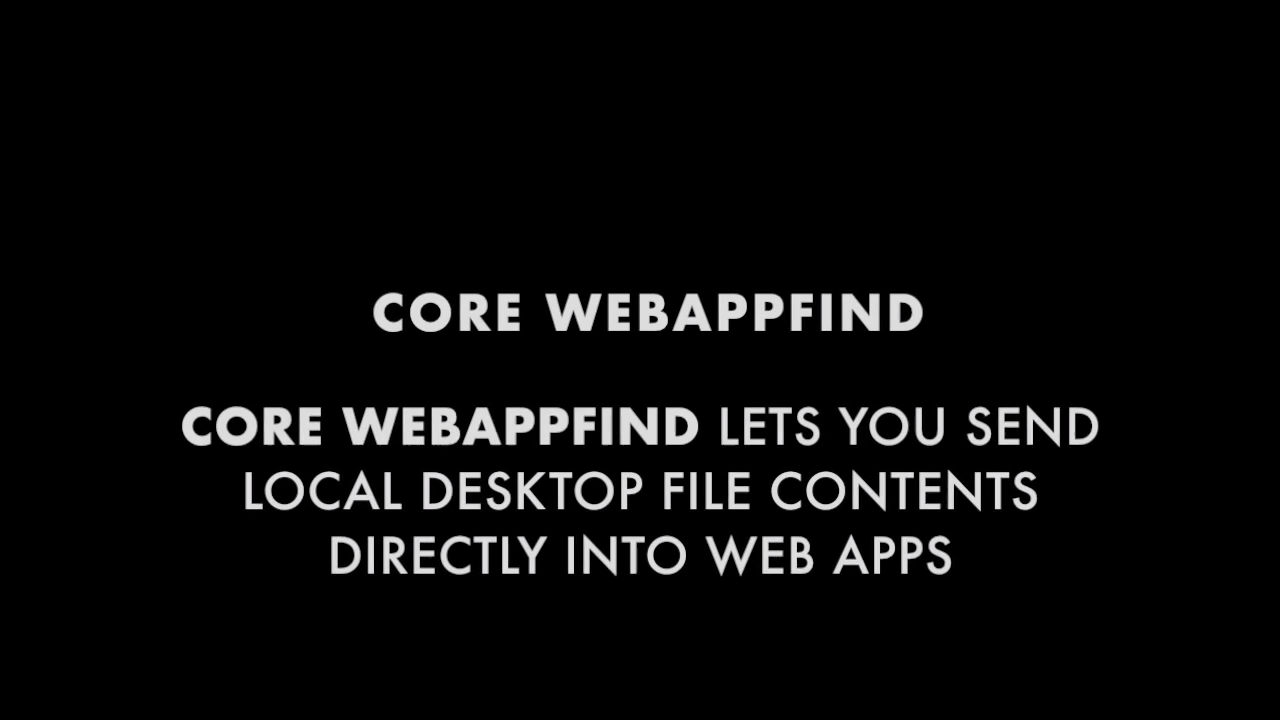 CORE WEBAPPFIND
CORE WEBAPPFIND LETS YOU SEND
LOCAL DESKTOP FILE CONTENTS
DIRECTLY INTO WEB APPS